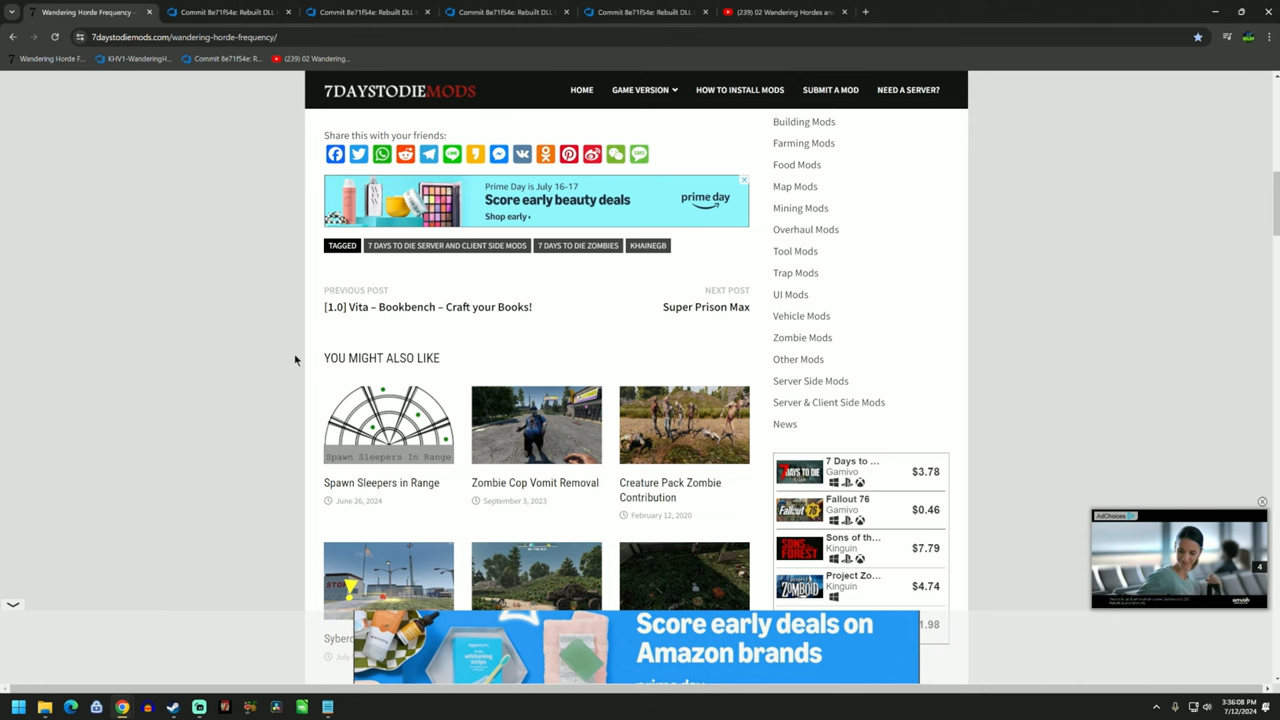 Wandering Horde Frequency -
Commit 8e71f54e: Rebuilt DLL
Commit 8e71f54e: Rebuilt DLL
Commit 8e71f54e: Rebuilt DLL
Commit 8e71f54e: Rebuilt DLL
(239) 02 Wandering Hordes an
7daystodiemods.com/wandering-horde-frequency/
Wandering Horde F...
KHV1-WanderingH...
Commit 8e71f54e: R...
(239) 02 Wandering...
7DAYSTODIEMODS
HOME
GAME VERSION
HOW TO INSTALL MODS
SUBMIT A MOD
NEED A SERVER?
Share this with your friends:
Prime Day is July 16-17
Score early beauty deals
Shop early
prime day
TAGGED
7 DAYS TO DIE SERVER AND CLIENT SIDE MODS
7 DAYS TO DIE ZOMBIES
KHAINEGB
PREVIOUS POST
[1.0] Vita – Bookbench – Craft your Books!
NEXT POST
Super Prison Max
YOU MIGHT ALSO LIKE
Spawn Sleepers In Range
Spawn Sleepers in Range
June 26, 2024
Zombie Cop Vomit Removal
September 3, 2023
Creature Pack Zombie
Contribution
February 12, 2020
STOP
Syberc
July
Building Mods
Farming Mods
Food Mods
Map Mods
Mining Mods
Overhaul Mods
Tool Mods
Trap Mods
UI Mods
Vehicle Mods
Zombie Mods
Other Mods
Server Side Mods
Server & Client Side Mods
News
7 Days to ...
Gamivo
$3.78
Fallout 76
Gamivo
$0.46
Sons of th...
Kinguin
$7.79
Project Zo...
Kinguin
$4.74
1.98
AdChoices
4
Score early deals on
Amazon brands
prime day
3:36:08 PM
7/12/2024